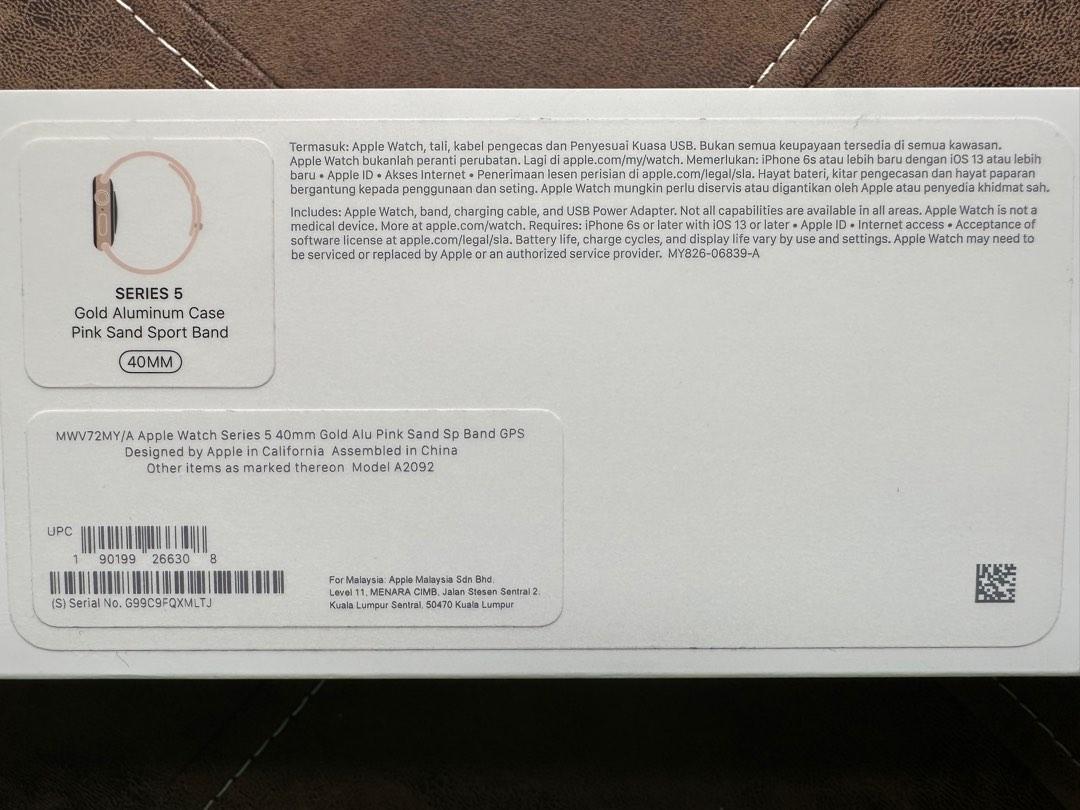 SERIES 5
Gold Aluminum Case
Pink Sand Sport Band
40MM
Termasuk: Apple Watch, tali, kabel pengecas dan Penyesuai Kuasa USB. Bukan semua keupayaan tersedia di semua kawasan.
Apple Watch bukanlah peranti perubatan. Lagi di apple.com/my/watch. Memerlukan: iPhone 6s atau lebih baru dengan iOS 13 atau lebih
baru • Apple ID • Akses Internet • Penerimaan lesen perisian di apple.com/legal/sla. Hayat bateri, kitar pengecasan dan hayat paparan
bergantung kepada penggunaan dan seting. Apple Watch mungkin perlu diservis atau digantikan oleh Apple atau penyedia khidmat sah.
Includes: Apple Watch, band, charging cable, and USB Power Adapter. Not all capabilities are available in all areas. Apple Watch is not a
medical device. More at apple.com/watch. Requires: iPhone 6s or later with iOS 13 or later • Apple ID • Internet access • Acceptance of
software license at apple.com/legal/sla. Battery life, charge cycles, and display life vary by use and settings. Apple Watch may need to
be serviced or replaced by Apple or an authorized service provider. MY826-06839-A
MWV72MY/A Apple Watch Series 5 40mm Gold Alu Pink Sand Sp Band GPS
Designed by Apple in California Assembled in China
Other items as marked thereon Model A2092
UPC
1 90199 26630 8
(S) Serial No. G99C9FQXMLTJ
For Malaysia: Apple Malaysia Sdn Bhd.
Level 11, MENARA CIMB, Jalan Stesen Sentral 2,
Kuala Lumpur Sentral, 50470 Kuala Lumpur